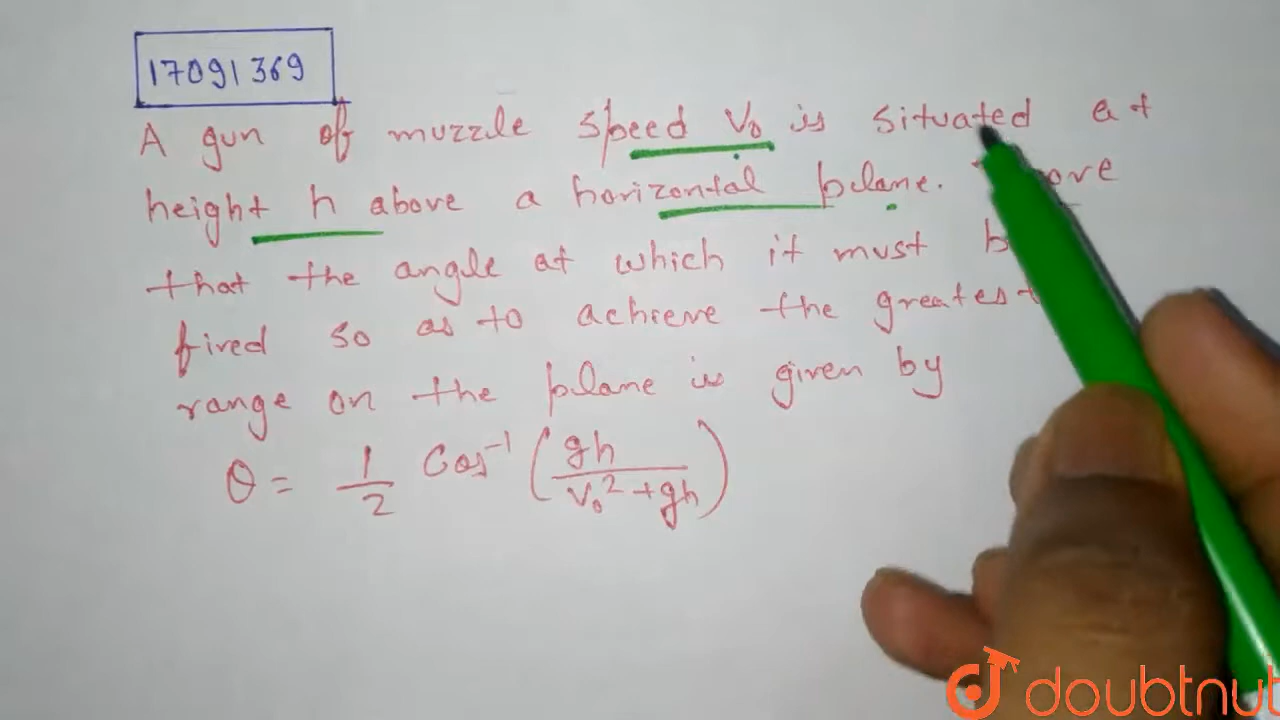 17091369
A gun of muzzle speed V₀ is situated at
height h above a horizontal plane.
that the angle at which it must
fired so as to achieve the greatest
range on the plane is given by
θ = 1/2 Cos⁻¹ (gh/V₀²+gh)
doubtnut